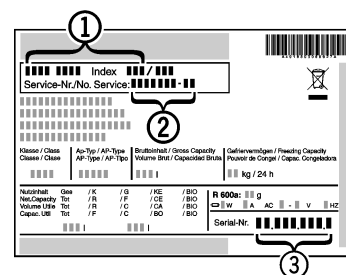 1
Index /
Service-Nr./No. Service: -
2
Klasse / Class
Classe / Clase
Ap-Typ / AP-Type
AP-Type / AP-Tipo
Bruttoinhalt / Gross Capacity
Volume Brut / Capacidad Bruta
l
Gefriervermögen / Freezing Capacity
Pouvoir de Congel / Capac. Congeladora
kg / 24 h
Nutzinhalt Ges / K / G / KE / BIO
Net.Capacity Tot / R / F / CE / BIO
Volume Utile Tot / R / C / CA / BIO
Capac. Util Tot / F / C / BO / BIO
l l
R 600a: g
W A AC - V HZ
Serial-Nr. . . .
3